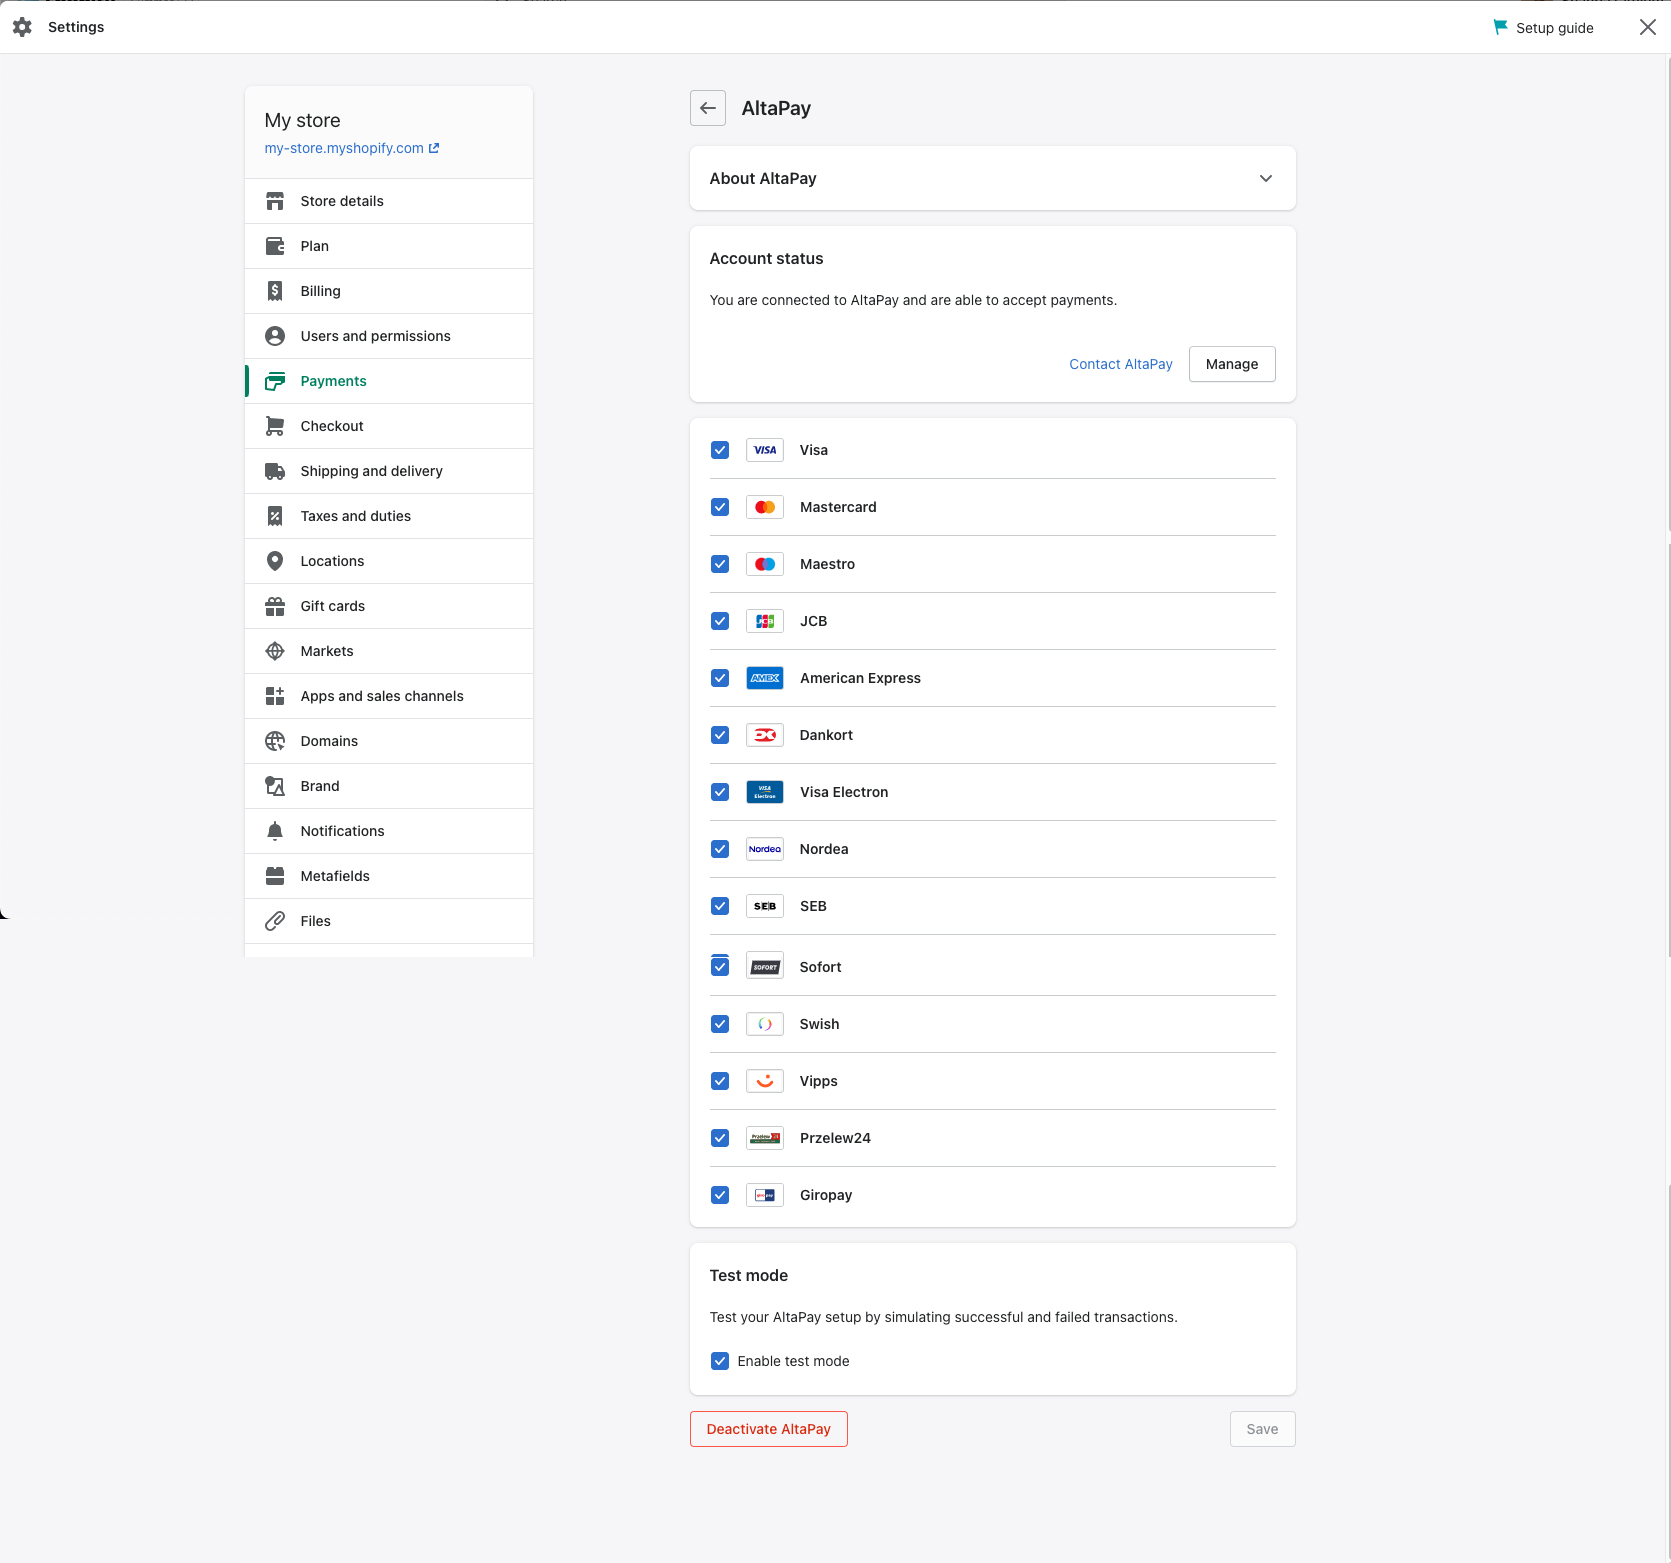 Settings
Setup guide
My store
my-store.myshopify.com
Store details
Plan
Billing
Users and permissions
Payments
Checkout
Shipping and delivery
Taxes and duties
Locations
Gift cards
Markets
Apps and sales channels
Domains
Brand
Notifications
Metafields
Files
AltaPay
About AltaPay
Account status
You are connected to AltaPay and are able to accept payments.
Contact AltaPay
Manage
VISA Visa
Mastercard
Maestro
JCB JCB
AMEX American Express
Dankort
VISA Electron Visa Electron
Nordea Nordea
SEB SEB
SOFORT Sofort
Swish
Vipps
Przelewy24
Giropay
Test mode
Test your AltaPay setup by simulating successful and failed transactions.
Enable test mode
Deactivate AltaPay
Save